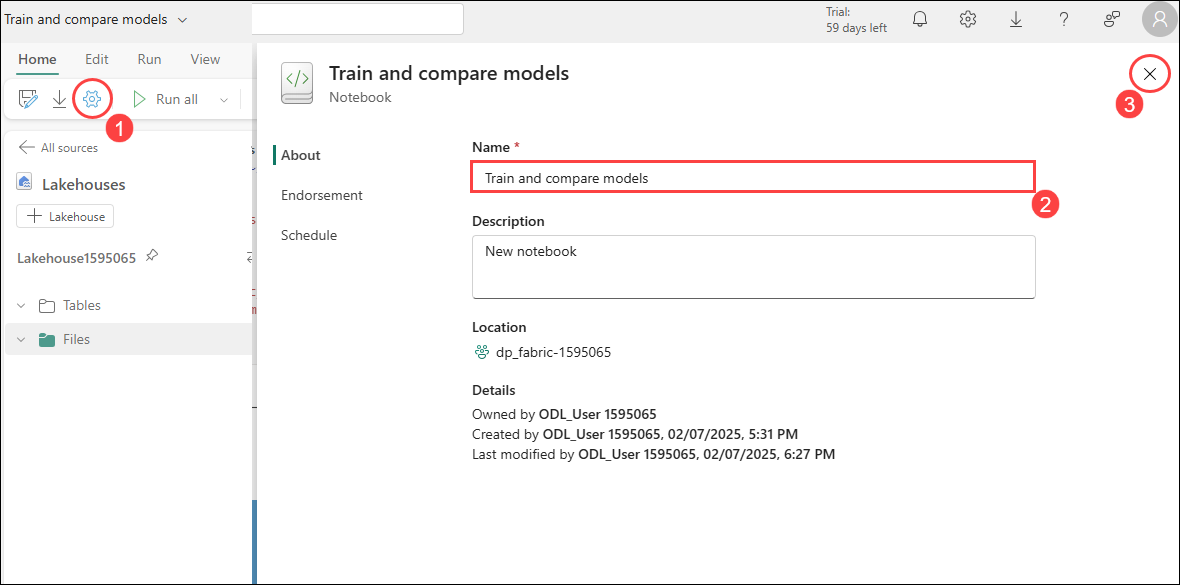 Train and compare models
Trial:
59 days left
Home Edit Run View
Run all
1
All sources
Lakehouses
Lakehouse
Lakehouse1595065
Tables
Files
Train and compare models
Notebook
3
About
Endorsement
Schedule
Name *
Train and compare models
2
Description
New notebook
Location
dp_fabric-1595065
Details
Owned by ODL_User 1595065
Created by ODL_User 1595065, 02/07/2025, 5:31 PM
Last modified by ODL_User 1595065, 02/07/2025, 6:27 PM